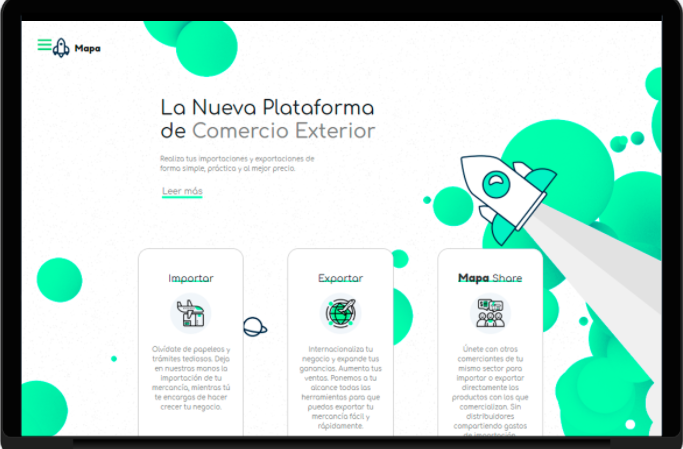 Mapa
La Nueva Plataforma
de Comercio Exterior
Realiza tus importaciones y exportaciones de
forma simple, práctica y al mejor precio.
Leer más
Importar
Olvídate de papeleos y
trámites tediosos. Deja
en nuestras manos la
importación de tu
mercancía, mientras tú
te encargas de hacer
crecer tu negocio.
Exportar
Internacionaliza tu
negocio y expande tus
ganancias. Aumenta tus
ventas. Ponemos a tu
alcance todas las
herramientas para que
puedas exportar tu
mercancía fácil y
rápidamente.
Mapa Share
Únete con otros
comerciantes de tu
mismo sector para
importar o exportar
directamente los
productos con los que
comercializan. Sin
distribuidores
compartiendo gastos
de importación